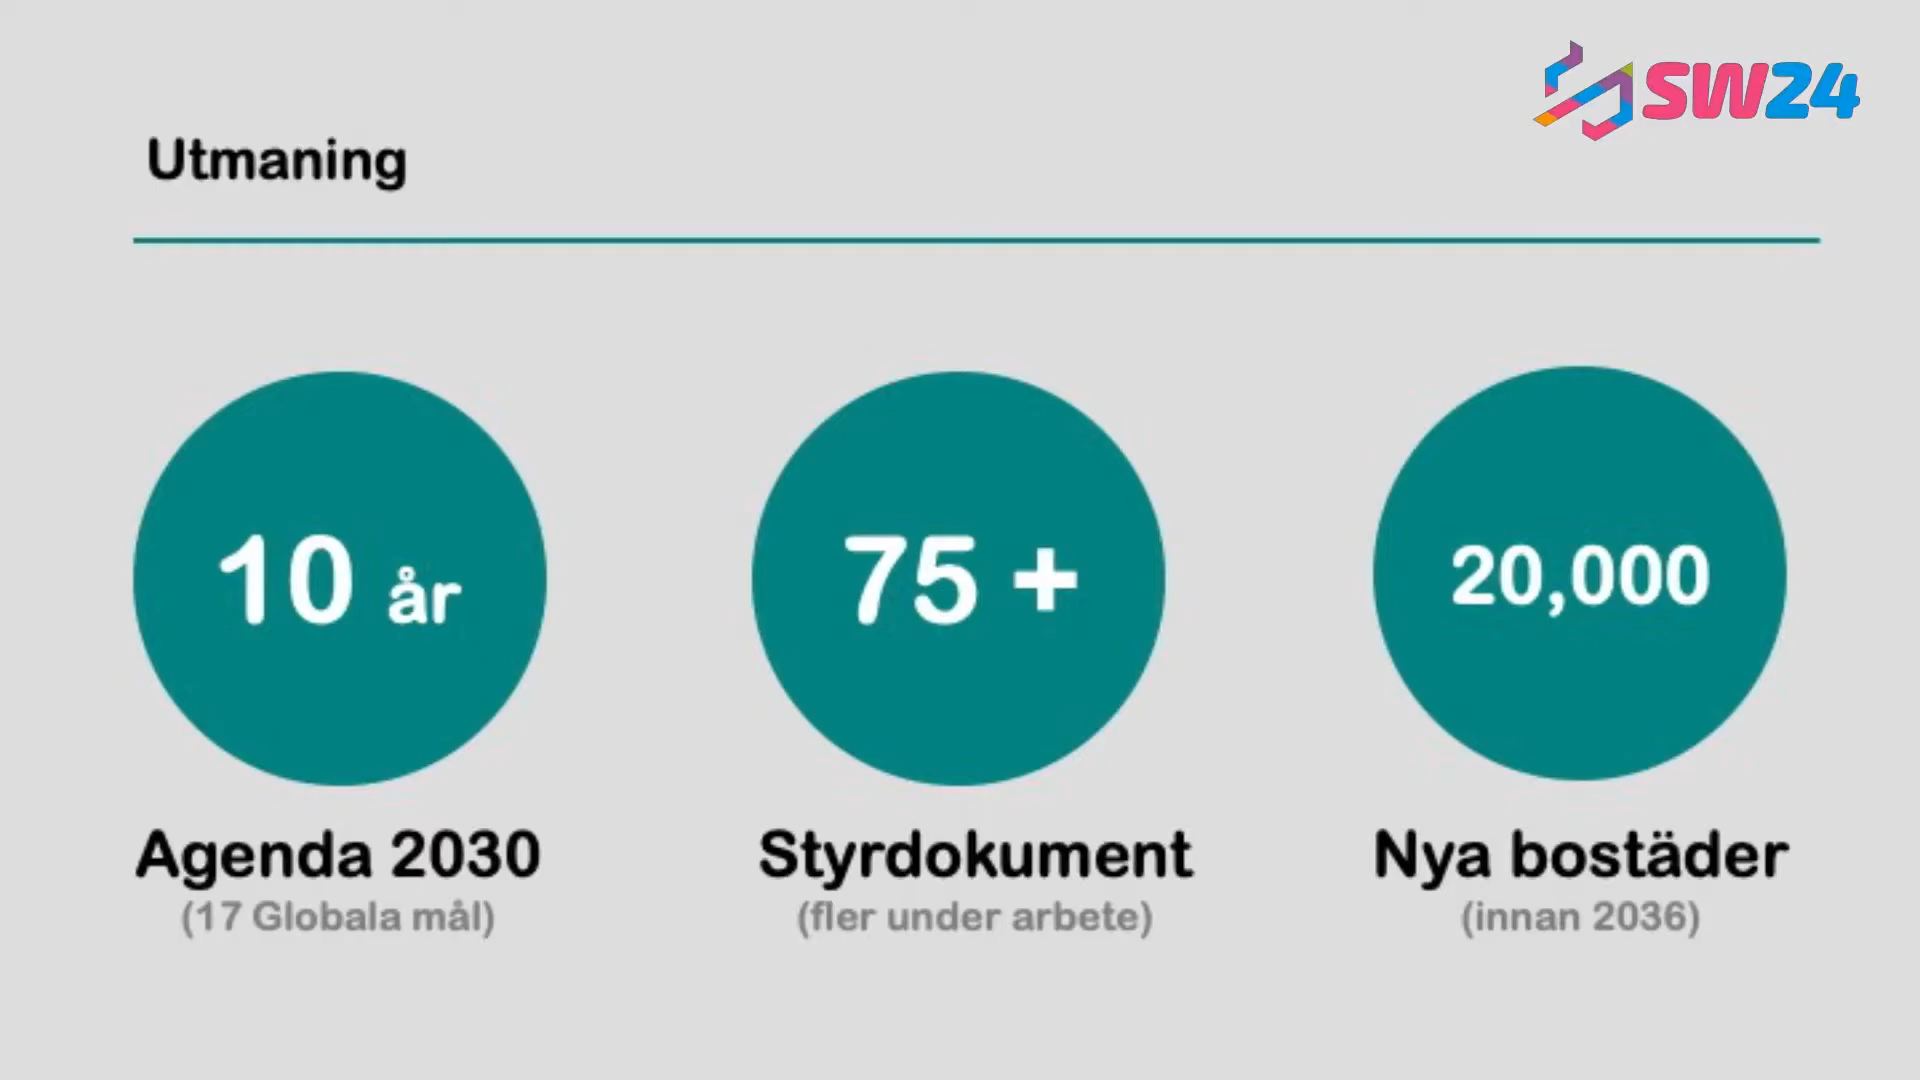 SW24
Utmaning
10 år
75 +
20,000
Agenda 2030
(17 Globala mål)
Styrdokument
(fler under arbete)
Nya bostäder
(innan 2036)